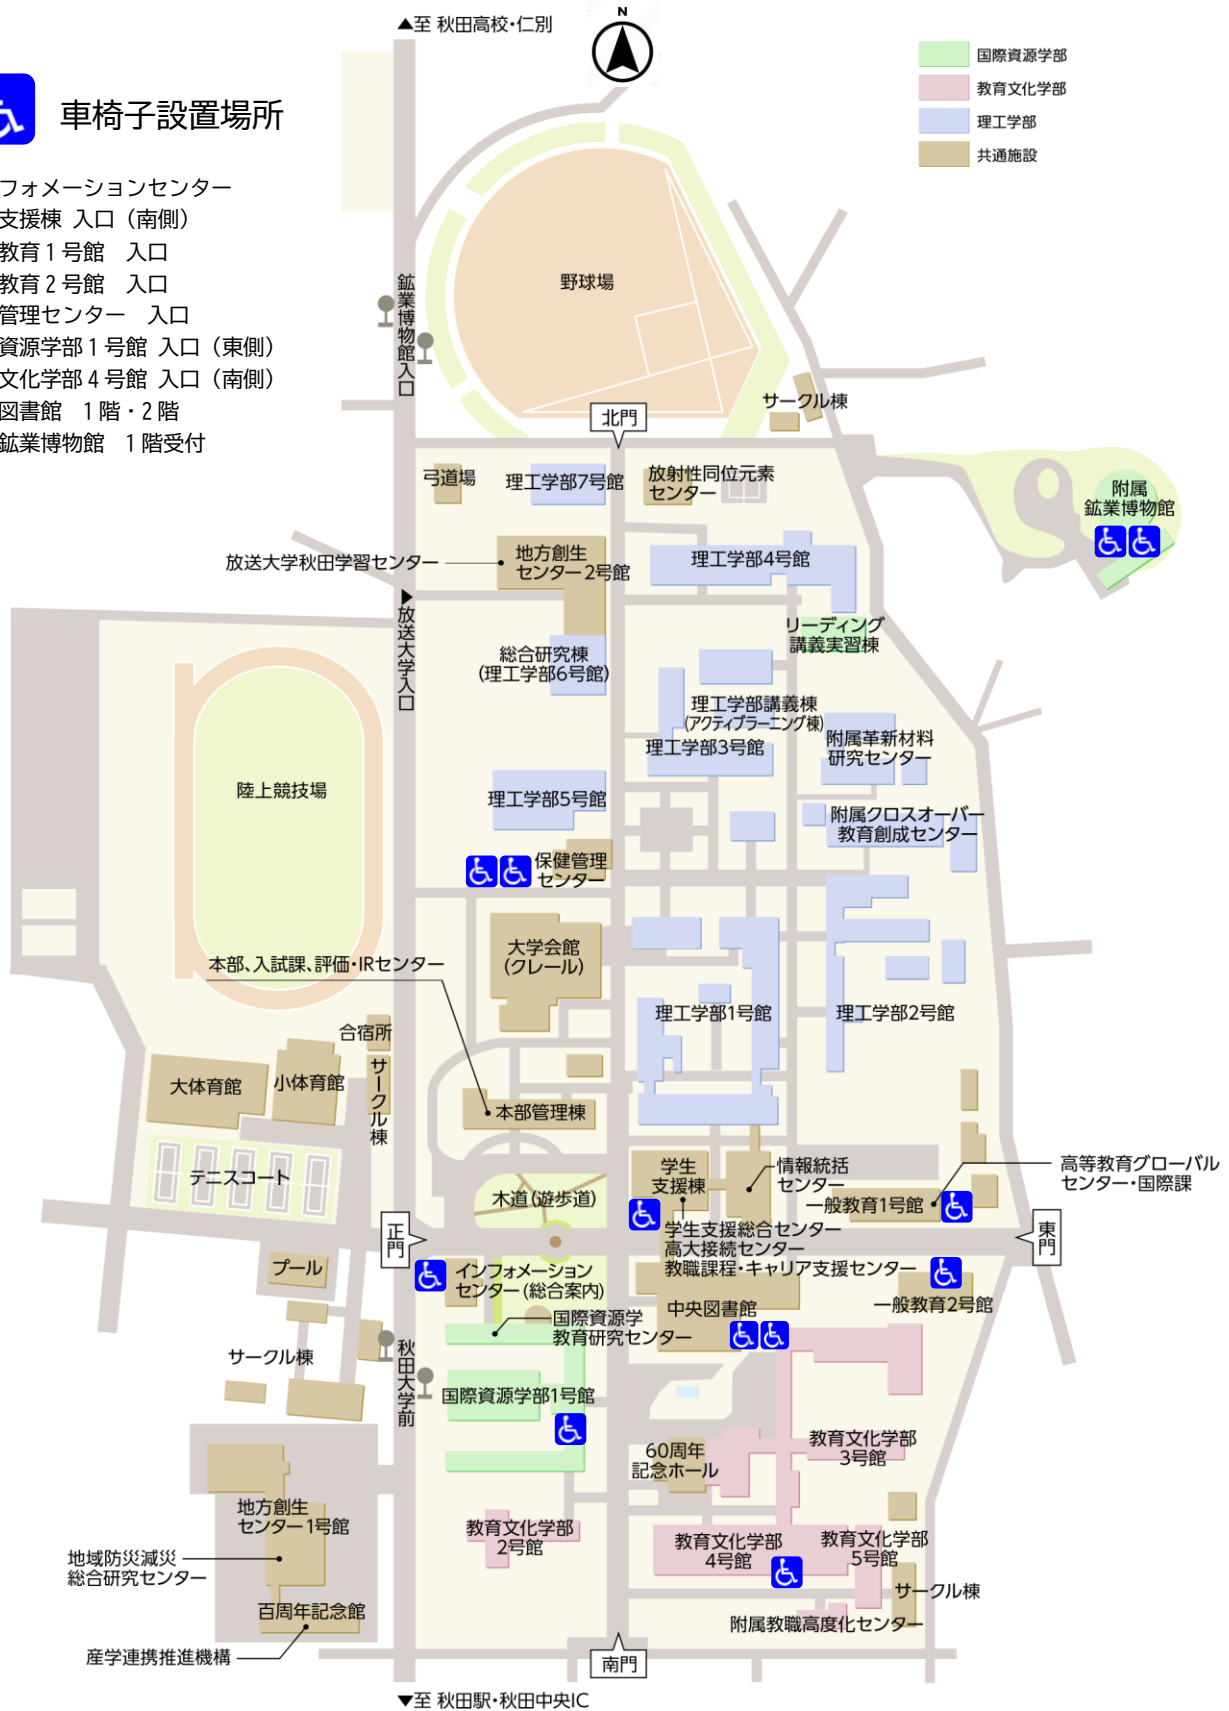 ▲至 秋田高校・仁別
N
国際資源学部
教育文化学部
理工学部
共通施設
車椅子設置場所
フォメーションセンター
支援棟 入口（南側）
教育１号館　入口
教育２号館　入口
管理センター　入口
資源学部１号館 入口（東側）
文化学部４号館 入口（南側）
図書館　１階・２階
鉱業博物館　１階受付
野球場
鉱業博物館入口
サークル棟
北門
弓道場
理工学部7号館
放射性同位元素
センター
附属
鉱業博物館
放送大学秋田学習センター
地方創生
センター2号館
理工学部4号館
▶放送大学入口
リーディング
講義実習棟
総合研究棟
(理工学部6号館)
理工学部講義棟
(アクティブラーニング棟)
理工学部3号館
附属革新材料
研究センター
陸上競技場
理工学部5号館
附属クロスオーバー
教育創成センター
保健管理
センター
大学会館
(クレール)
本部、入試課、評価・IRセンター
理工学部1号館
理工学部2号館
合宿所
サークル棟
大体育館
小体育館
本部管理棟
テニスコート
木道(遊歩道)
学生
支援棟
情報統括
センター
一般教育1号館
高等教育グローバル
センター・国際課
正門
東門
学生支援総合センター
高大接続センター
教職課程・キャリア支援センター
プール
インフォメーション
センター(総合案内)
中央図書館
一般教育2号館
国際資源学
教育研究センター
サークル棟
秋田大学前
国際資源学部1号館
60周年
記念ホール
教育文化学部
3号館
地方創生
センター1号館
教育文化学部
2号館
教育文化学部
4号館
教育文化学部
5号館
地域防災減災
総合研究センター
サークル棟
百周年記念館
附属教職高度化センター
産学連携推進機構
南門
▼至 秋田駅・秋田中央IC